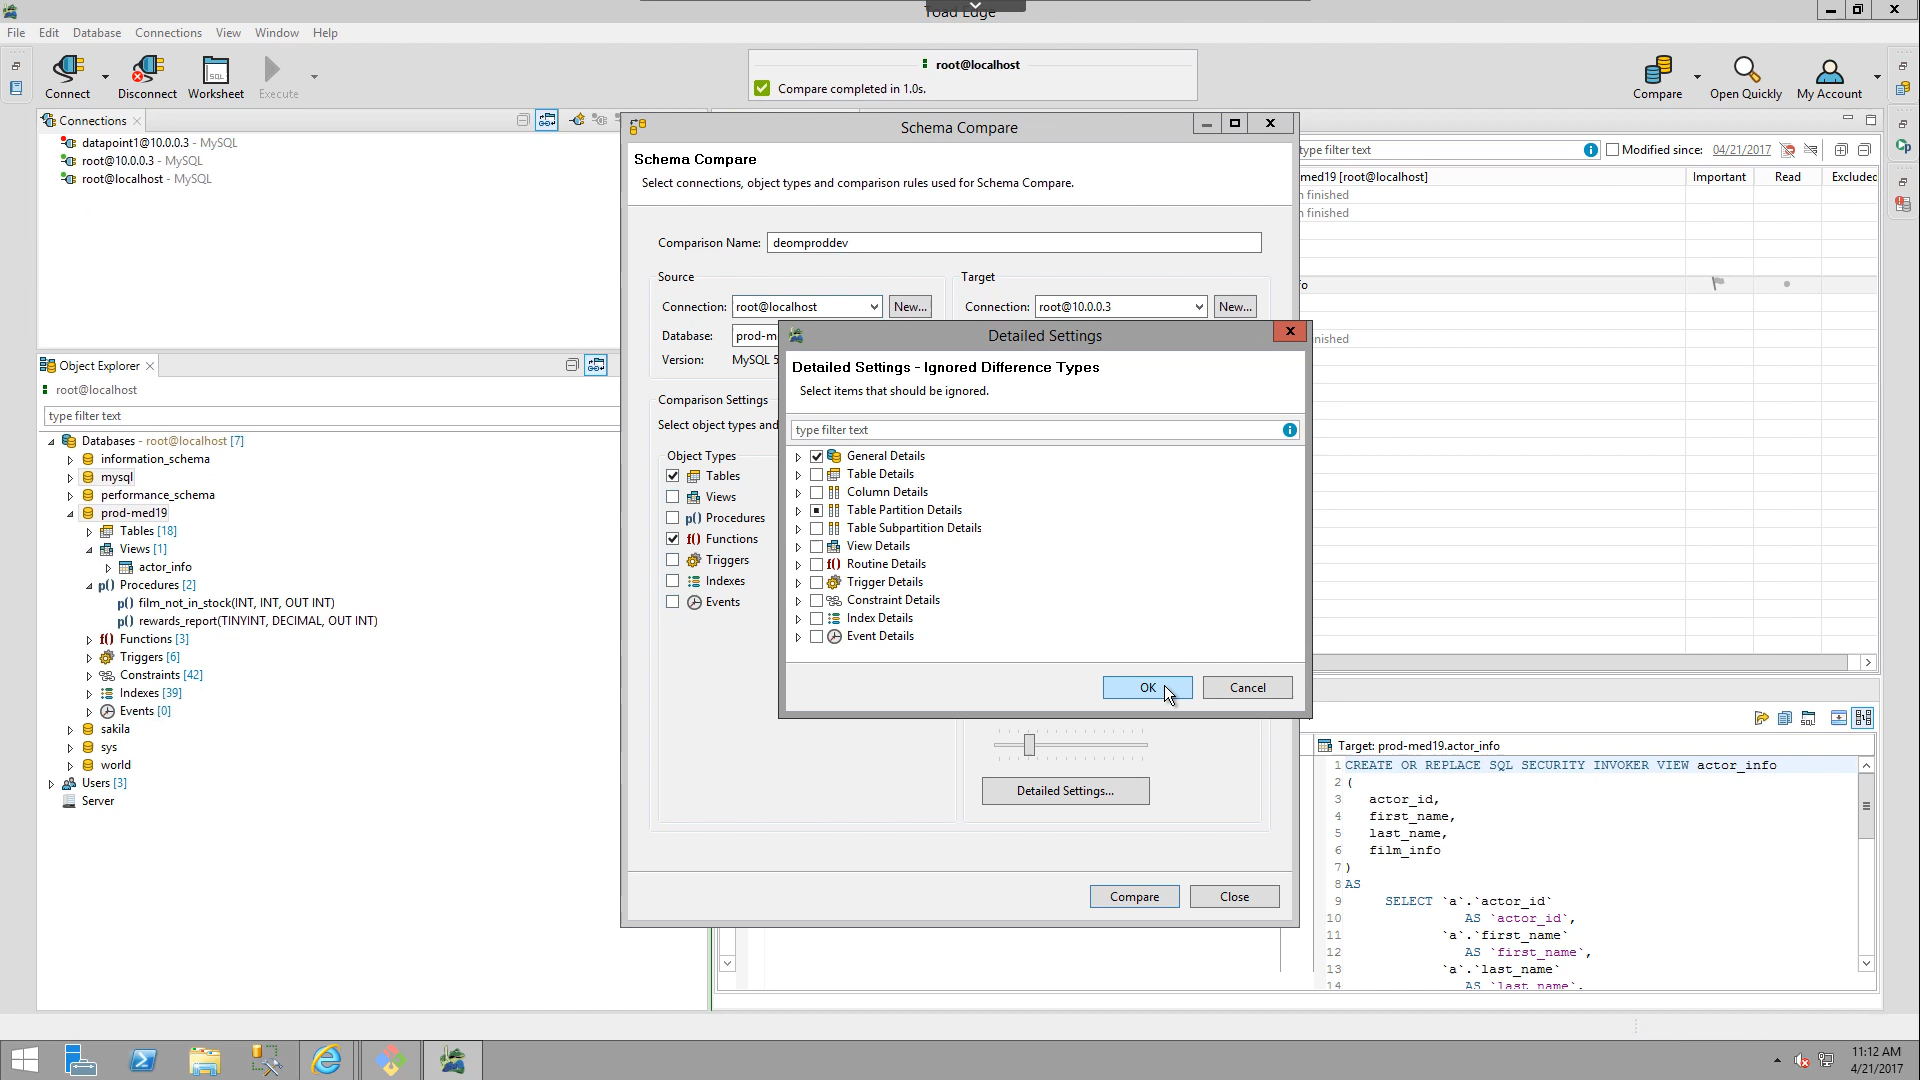 Toad Edge
File Edit Database Connections View Window Help
Connect
Disconnect
SQL
Worksheet
Execute
root@localhost
Compare completed in 1.0s.
Compare
Open Quickly
My Account
Connections
datapoint1@10.0.0.3 - MySQL
root@10.0.0.3 - MySQL
root@localhost - MySQL
Object Explorer
root@localhost
type filter text
Databases - root@localhost [7]
information_schema
mysql
performance_schema
prod-med19
Tables [18]
Views [1]
actor_info
p() Procedures [2]
p() film_not_in_stock(INT, INT, OUT INT)
p() rewards_report(TINYINT, DECIMAL, OUT INT)
f() Functions [3]
Triggers [6]
Constraints [42]
Indexes [39]
Events [0]
sakila
sys
world
Users [3]
Server
Schema Compare
Schema Compare
Select connections, object types and comparison rules used for Schema Compare.
Comparison Name: deomproddev
Source
Connection: root@localhost New...
Database: prod-m
Version: MySQL 5
Target
Connection: root@10.0.0.3 New...
Comparison Settings
Select object types and
Object Types
Tables
Views
p() Procedures
f() Functions
Triggers
Indexes
Events
Detailed Settings
Detailed Settings - Ignored Difference Types
Select items that should be ignored.
type filter text
General Details
Table Details
Column Details
Table Partition Details
Table Subpartition Details
View Details
f() Routine Details
Trigger Details
Constraint Details
Index Details
Event Details
OK
Cancel
Detailed Settings...
Compare
Close
type filter text
Modified since: 04/21/2017
med19 [root@localhost]
Important
Read
Excluded
finished
finished
nished
Target: prod-med19.actor_info
1 CREATE OR REPLACE SQL SECURITY INVOKER VIEW actor_info
2 (
3 actor_id,
4 first_name,
5 last_name,
6 film_info
7 )
8 AS
9 SELECT `a`.`actor_id`
10 AS `actor_id`,
11 `a`.`first_name`
12 AS `first_name`,
13 `a`.`last_name`
14 AS `last_name`,
11:12 AM
4/21/2017